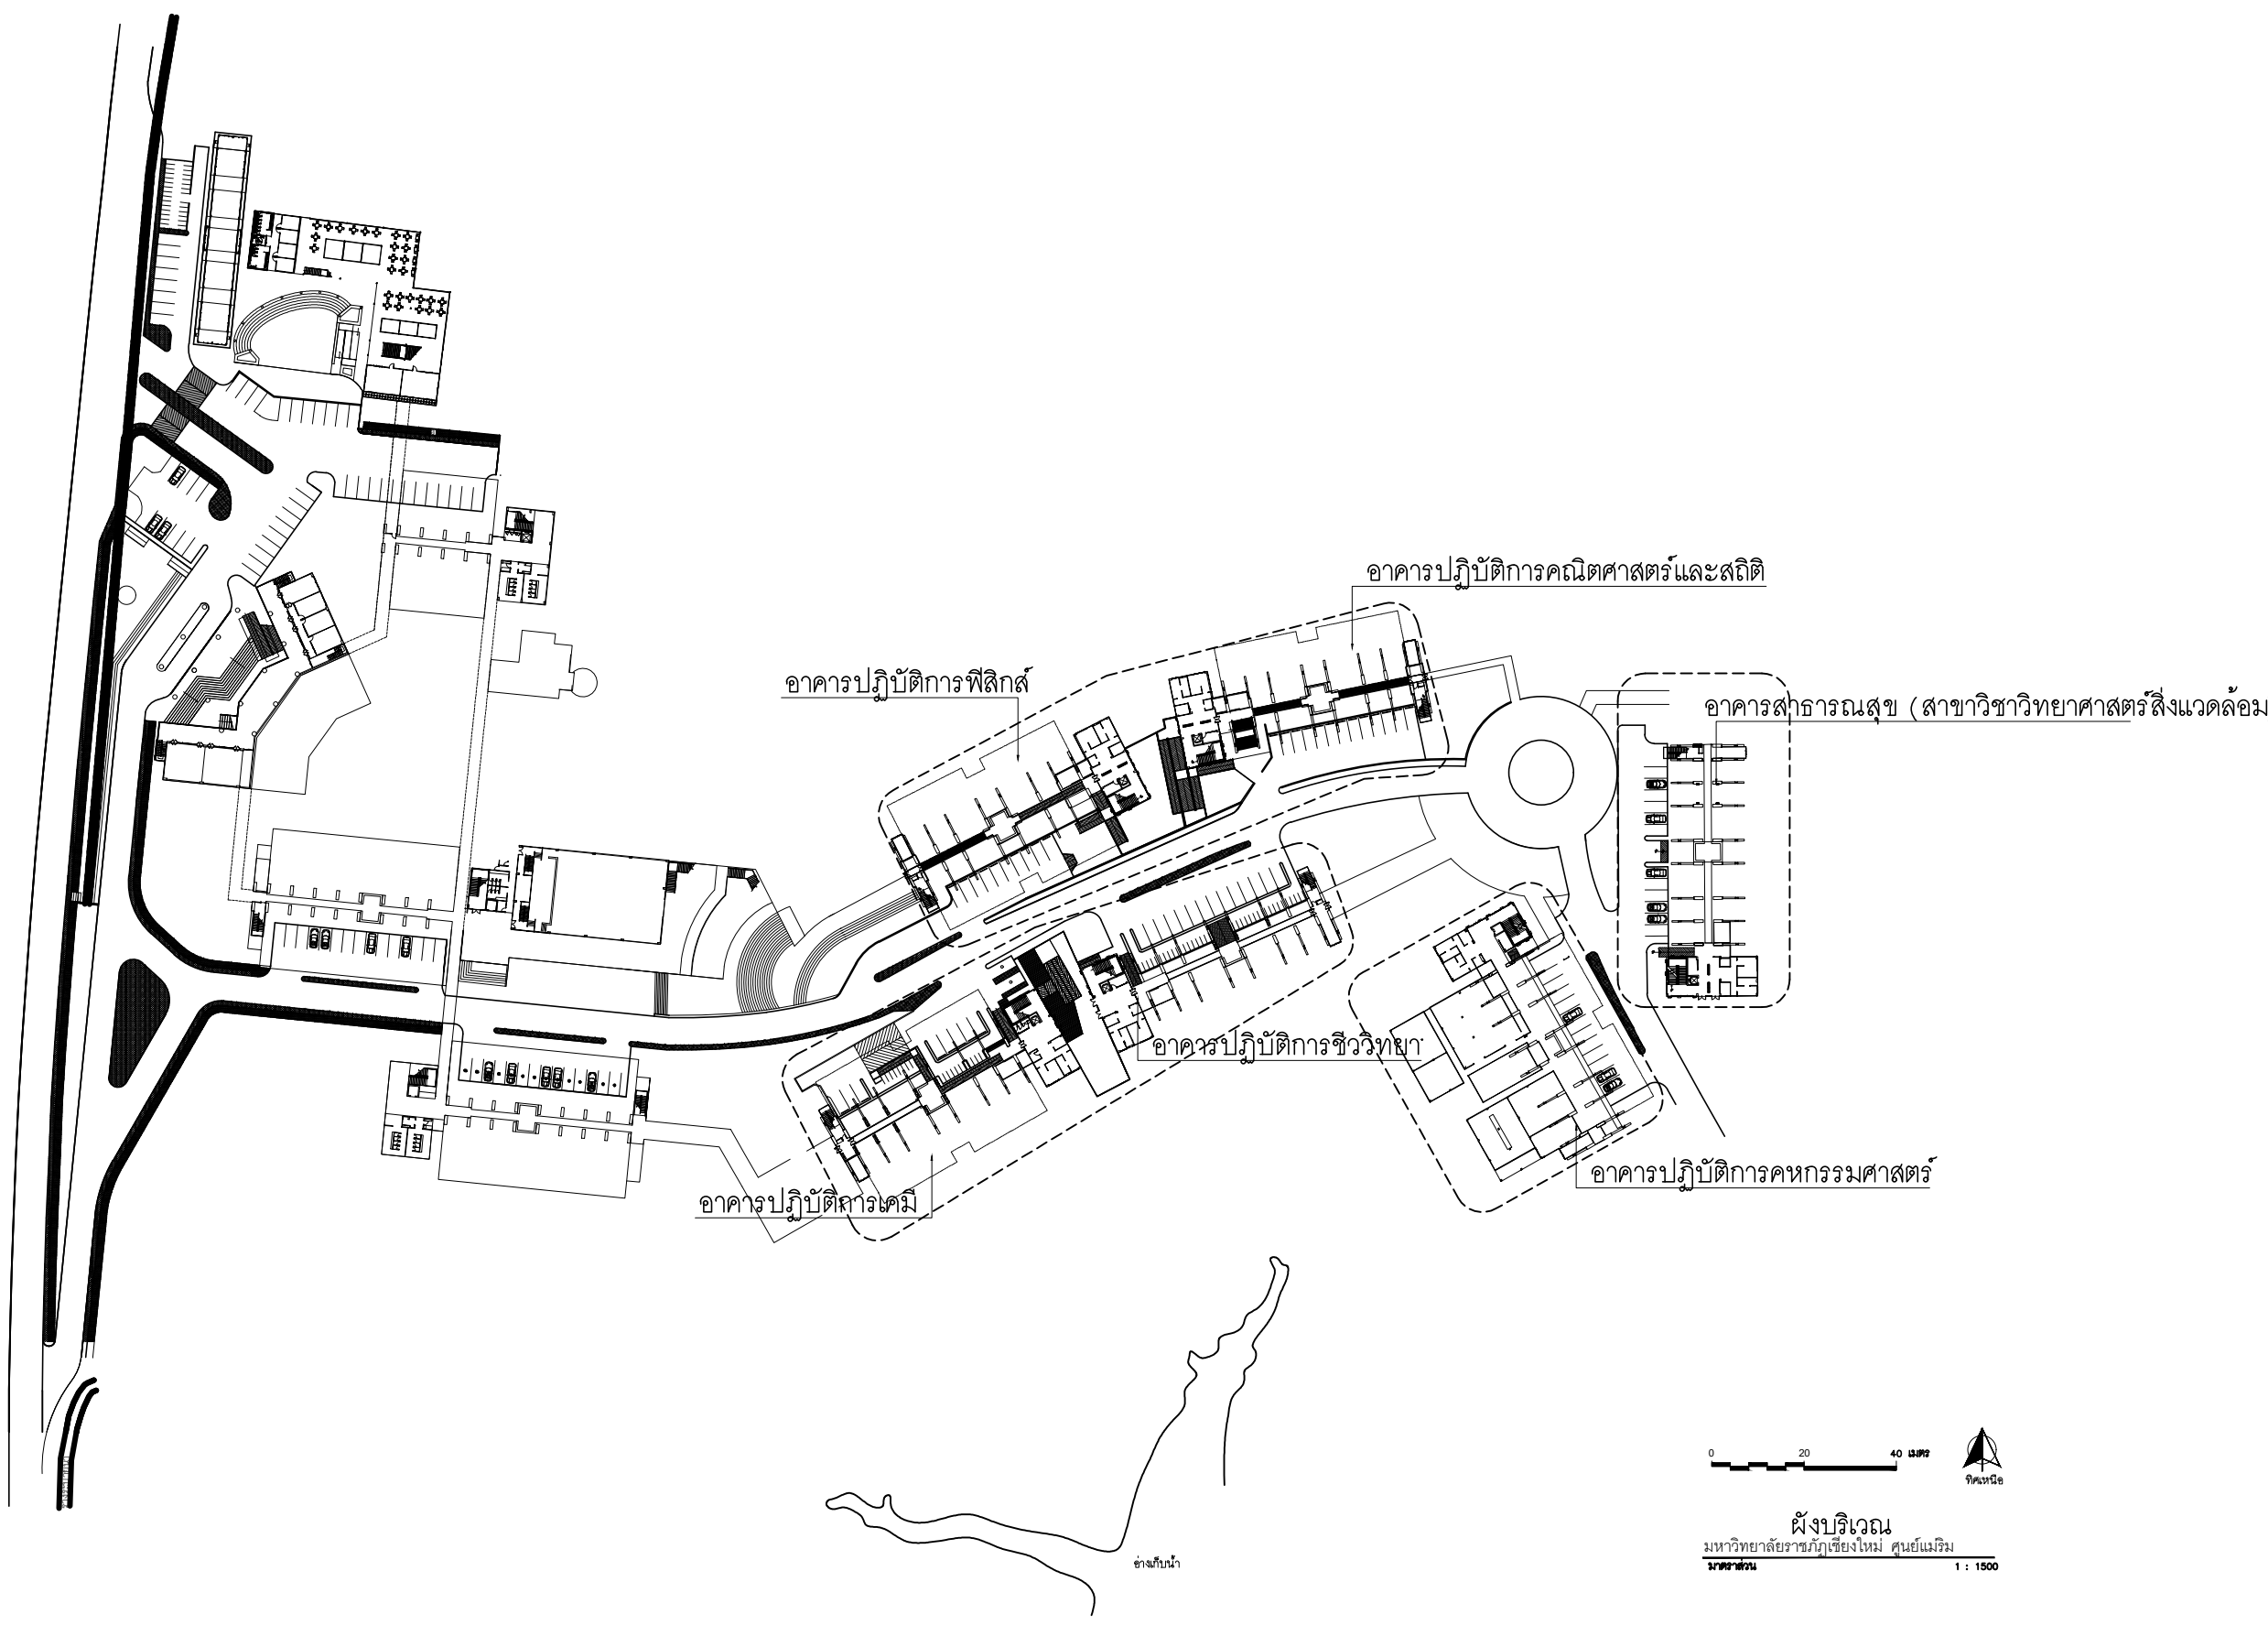 อาคารปฏิบัติการคณิตศาสตร์และสถิติ
อาคารปฏิบัติการฟิสิกส์
อาคารสาธารณสุข (สาขาวิชาวิทยาศาสตร์สิ่งแวดล้อม
อาคารปฏิบัติการชีววิทยา
อาคารปฏิบัติการคหกรรมศาสตร์
อาคารปฏิบัติการเคมี
0 20 40 เมตร
ทิศเหนือ
ผังบริเวณ
มหาวิทยาลัยราชภัฏเชียงใหม่ ศูนย์แม่ริม
มาตราส่วน 1 : 1500
อ่างเก็บน้ำ